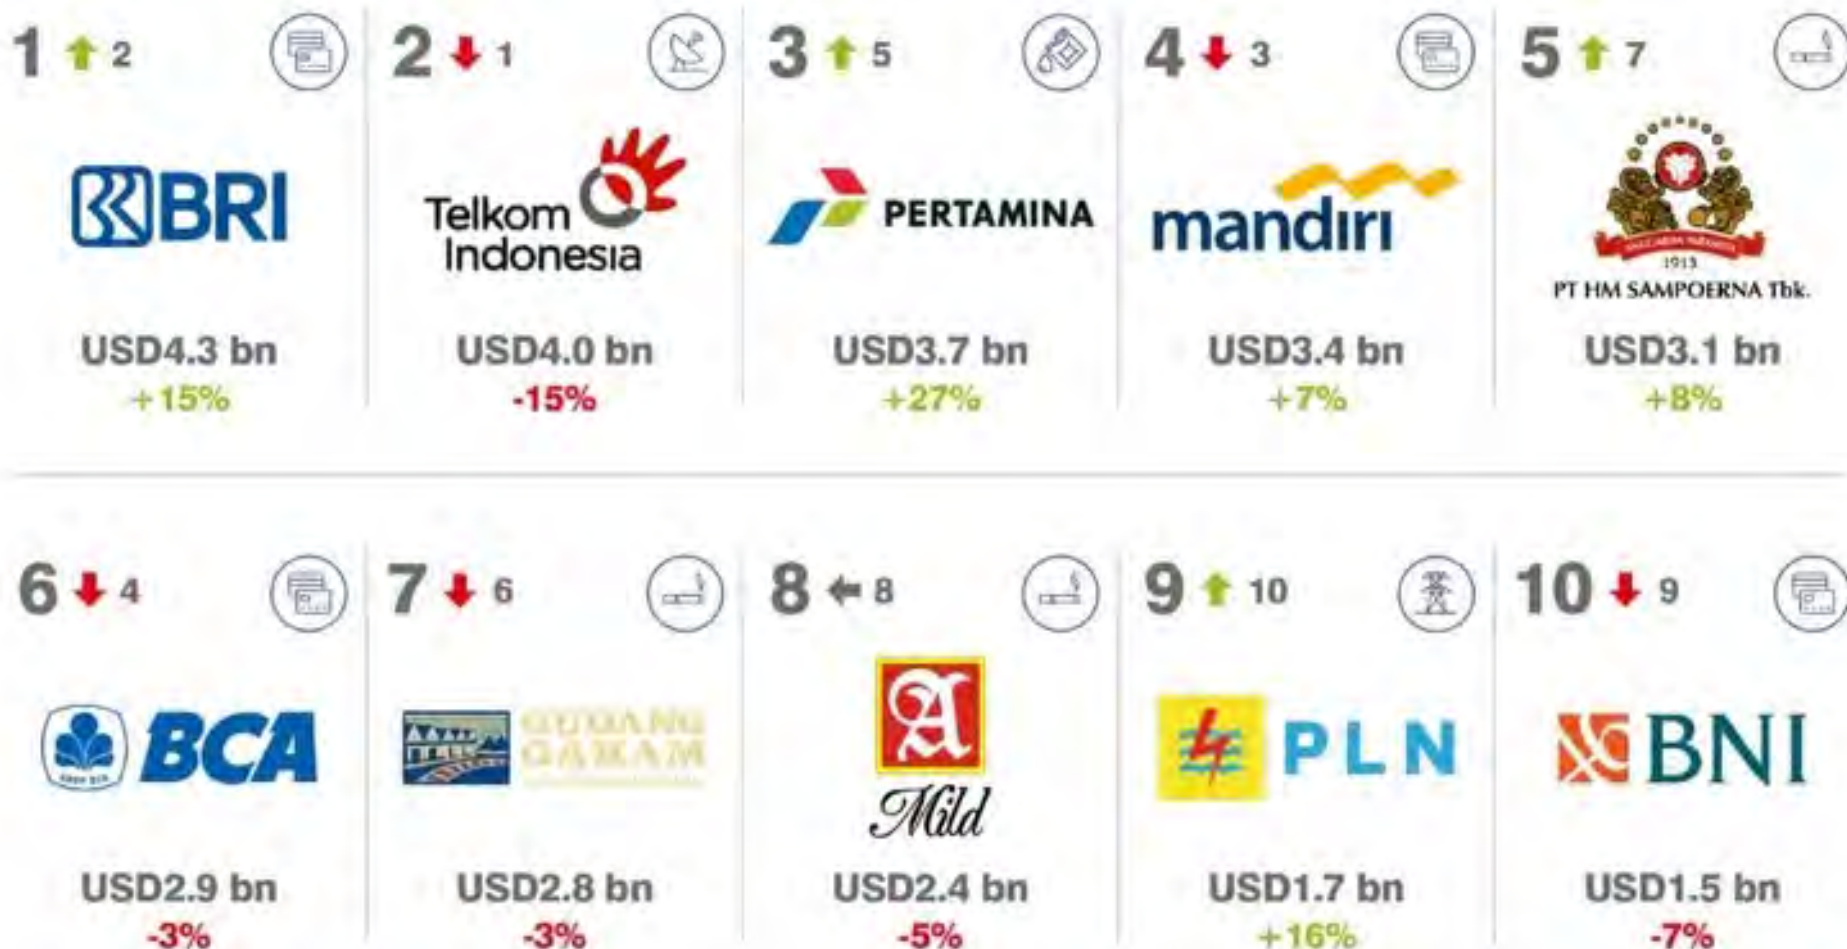 1 2
2 1
3 5
4 3
5 7
BRI
Telkom
Indonesia
PERTAMINA
mandiri
1913
PT HM SAMPOERNA Tbk.
USD4.3 bn
+15%
USD4.0 bn
-15%
USD3.7 bn
+27%
USD3.4 bn
+7%
USD3.1 bn
+8%
6 4
7 6
8 8
9 10
10 9
BCA
GUDANG
GARAM
A
Mild
PLN
BNI
USD2.9 bn
-3%
USD2.8 bn
-3%
USD2.4 bn
-5%
USD1.7 bn
+16%
USD1.5 bn
-7%